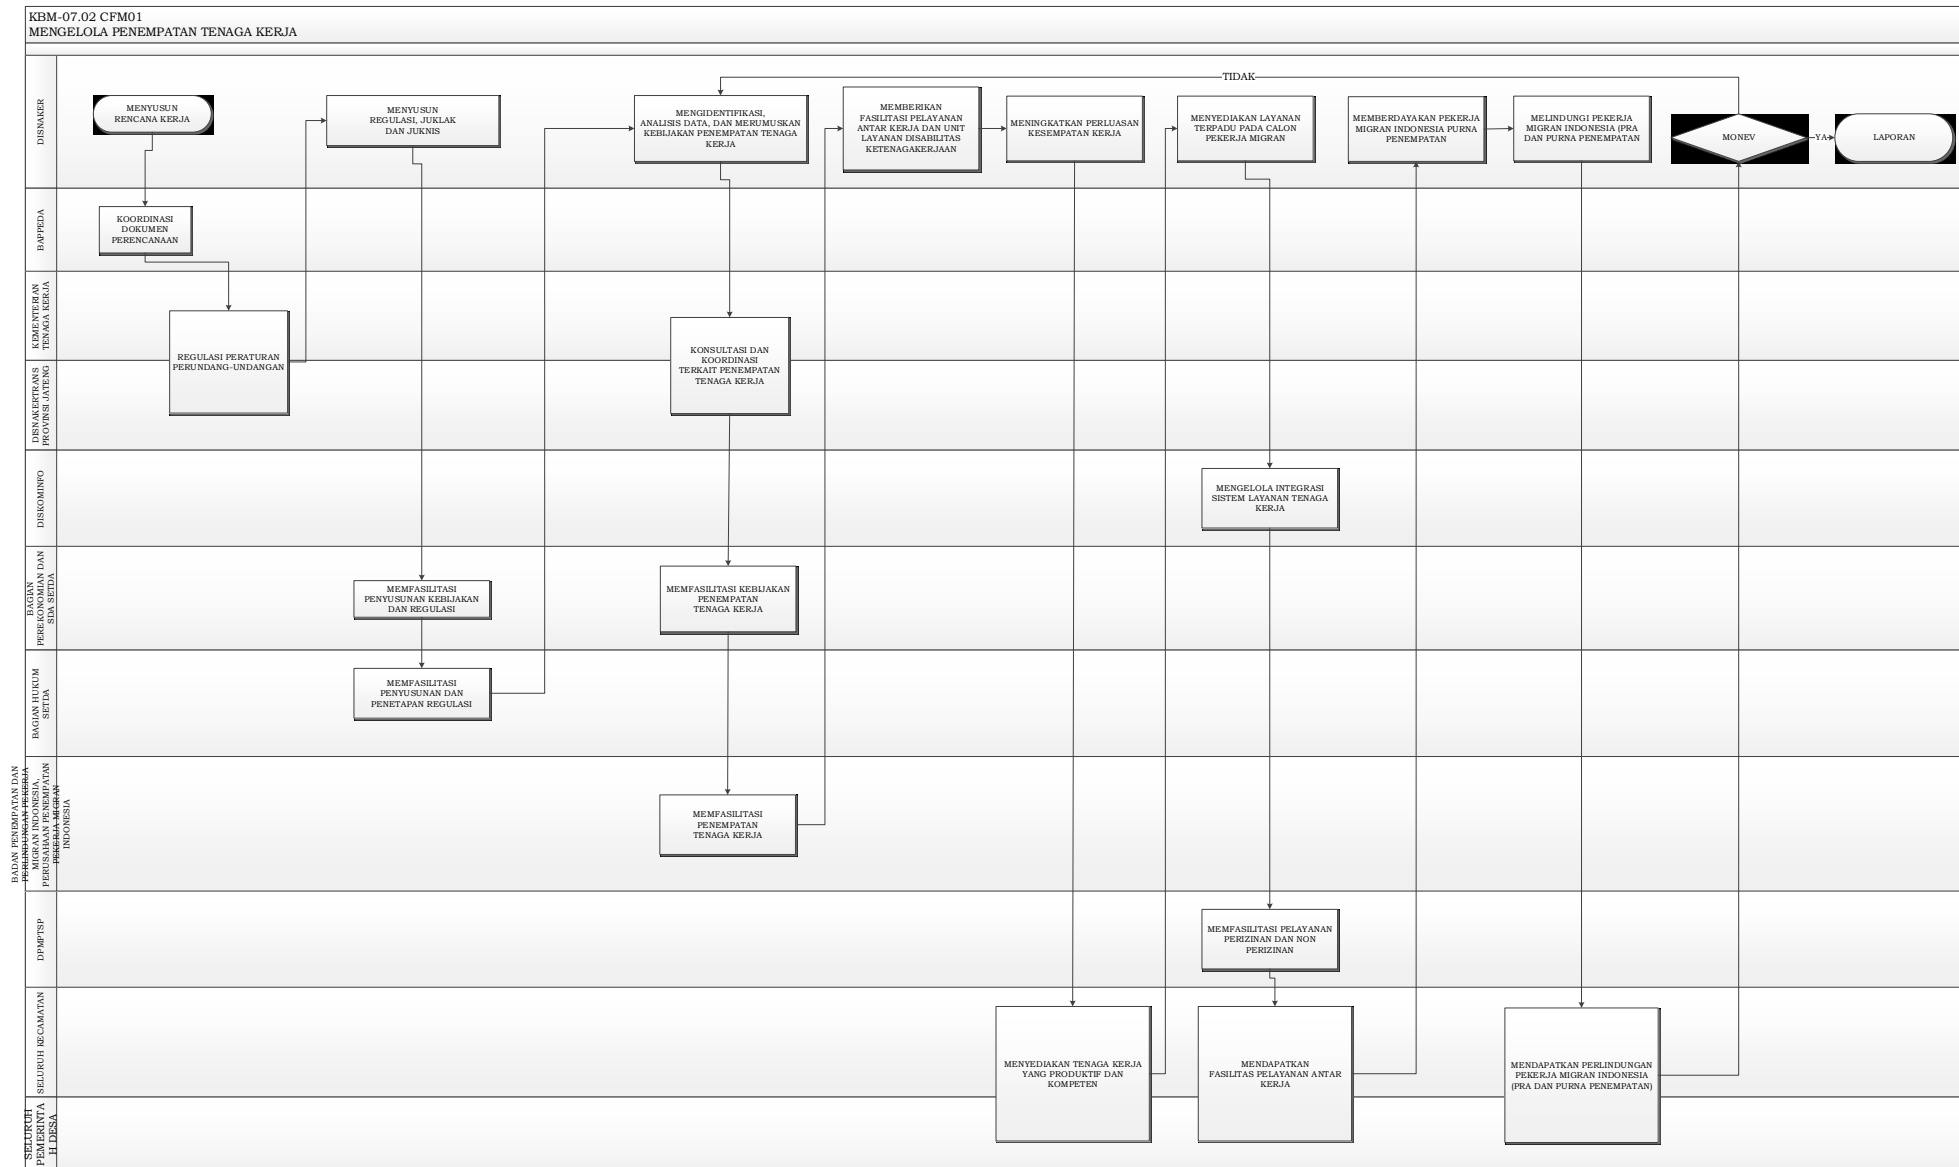 KBM-07.02 CFM01
MENGELOLA PENEMPATAN TENAGA KERJA
DISNAKER
MENYUSUN
RENCANA KERJA
MENYUSUN
REGULASI, JUKLAK
DAN JUKNIS
MENGIDENTIFIKASI,
ANALISIS DATA, DAN MERUMUSKAN
KEBIJAKAN PENEMPATAN TENAGA
KERJA
MEMBERIKAN
FASILITASI PELAYANAN
ANTAR KERJA DAN UNIT
LAYANAN DISABILITAS
KETENAGAKERJAAN
MENINGKATKAN PERLUASAN
KESEMPATAN KERJA
MENYEDIAKAN LAYANAN
TERPADU PADA CALON
PEKERJA MIGRAN
MEMBERDAYAKAN PEKERJA
MIGRAN INDONESIA PURNA
PENEMPATAN
MELINDUNGI PEKERJA
MIGRAN INDONESIA (PRA
DAN PURNA PENEMPATAN
TIDAK
MONEV
YA
LAPORAN
BAPPEDA
KOORDINASI
DOKUMEN
PERENCANAAN
KEMENTERIAN
TENAGA KERJA
DISNAKERTRANS
PROVINSI JATENG
REGULASI PERATURAN
PERUNDANG-UNDANGAN
KONSULTASI DAN
KOORDINASI
TERKAIT PENEMPATAN
TENAGA KERJA
DISKOMINFO
MENGELOLA INTEGRASI
SISTEM LAYANAN TENAGA
KERJA
BAGIAN
PEREKONOMIAN DAN
SDA SETDA
MEMFASILITASI
PENYUSUNAN KEBIJAKAN
DAN REGULASI
MEMFASILITASI KEBIJAKAN
PENEMPATAN
TENAGA KERJA
BAGIAN HUKUM
SETDA
MEMFASILITASI
PENYUSUNAN DAN
PENETAPAN REGULASI
BADAN PENEMPATAN DAN
PERLINDUNGAN PEKERJA
MIGRAN INDONESIA,
PERUSAHAAN PENEMPATAN
PEKERJA MIGRAN
INDONESIA
MEMFASILITASI
PENEMPATAN
TENAGA KERJA
DPMPTSP
MEMFASILITASI PELAYANAN
PERIZINAN DAN NON
PERIZINAN
SELURUH KECAMATAN
SELURUH
PEMERINTA
H DESA
MENYEDIAKAN TENAGA KERJA
YANG PRODUKTIF DAN
KOMPETEN
MENDAPATKAN
FASILITAS PELAYANAN ANTAR
KERJA
MENDAPATKAN PERLINDUNGAN
PEKERJA MIGRAN INDONESIA
(PRA DAN PURNA PENEMPATAN)